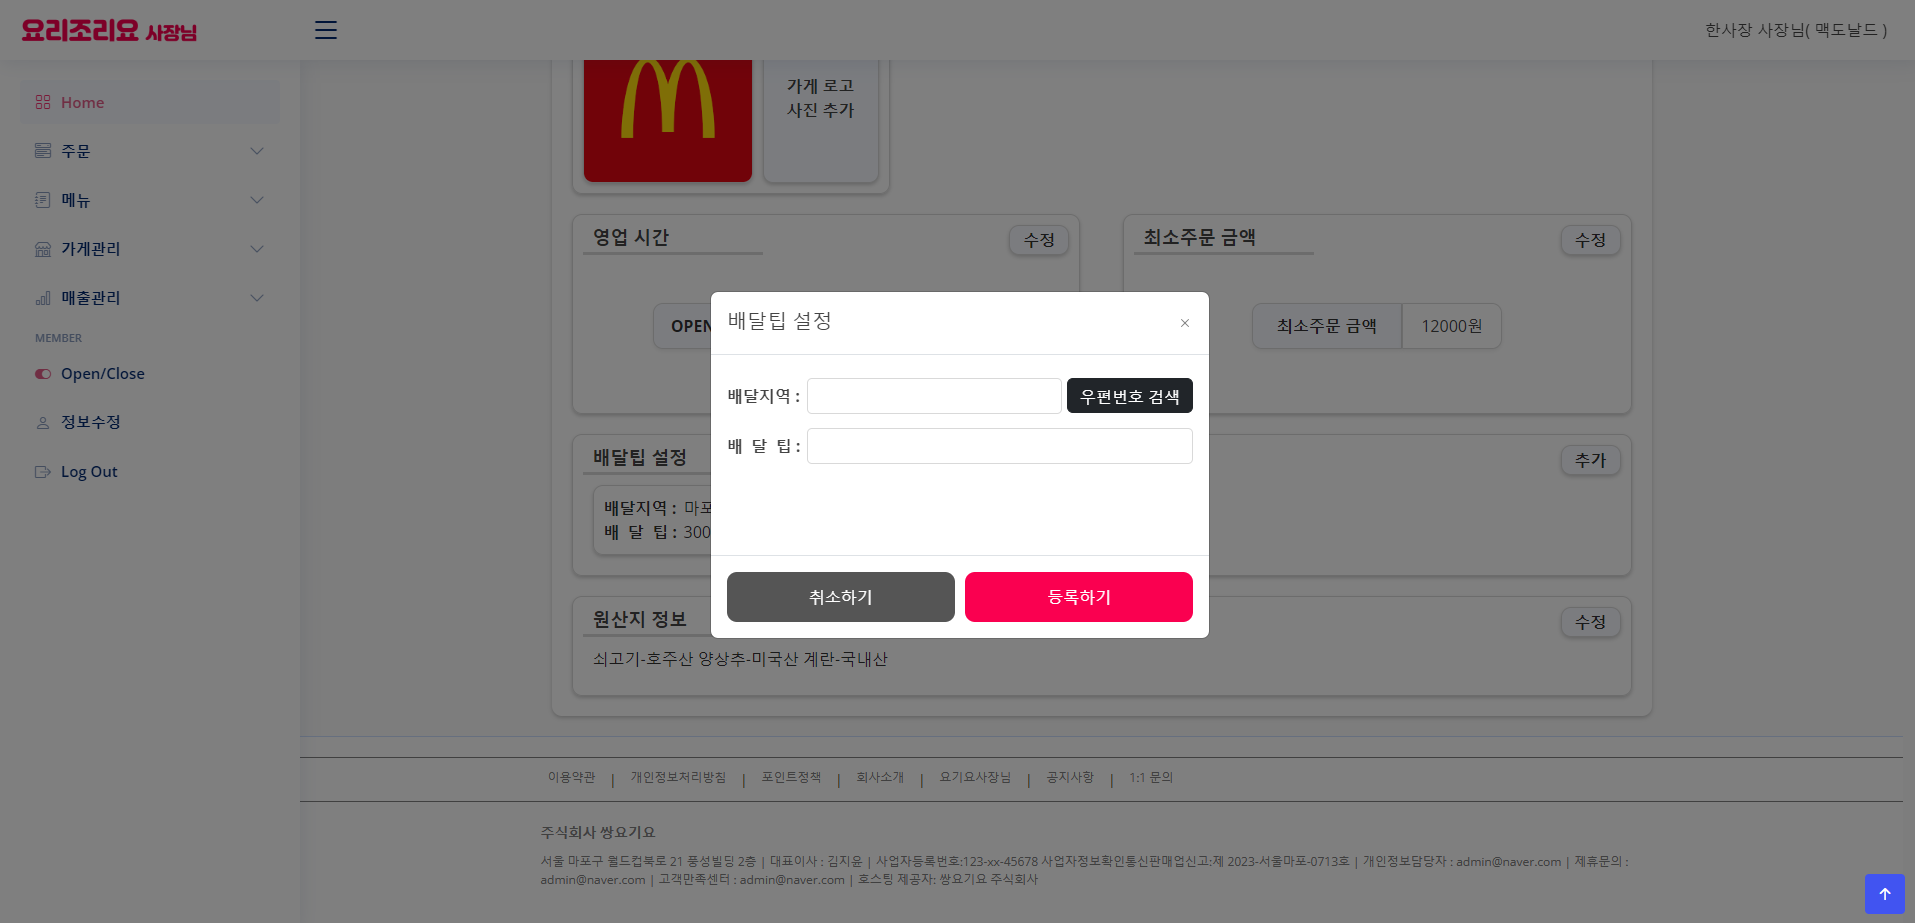 요리조리요 사장님
한사장 사장님( 맥도날드 )
Home
주문
메뉴
가게관리
매출관리
MEMBER
Open/Close
정보수정
Log Out
가게 로고
사진 추가
영업 시간
수정
최소주문 금액
수정
OPEN
최소주문 금액 12000원
배달팁 설정
×
배달지역 :
우편번호 검색
배 달 팁 :
취소하기
등록하기
배달팁 설정
추가
배달지역 : 마포
배 달 팁 : 300
원산지 정보
수정
쇠고기-호주산 양상추-미국산 계란-국내산
이용약관 | 개인정보처리방침 | 포인트정책 | 회사소개 | 요기요사장님 | 공지사항 | 1:1 문의
주식회사 쌍요기요
서울 마포구 월드컵북로 21 풍성빌딩 2층 | 대표이사 : 김지윤 | 사업자등록번호:123-xx-45678 사업자정보확인통신판매업신고:제 2023-서울마포-0713호 | 개인정보담당자 : admin@naver.com | 제휴문의 :
admin@naver.com | 고객만족센터 : admin@naver.com | 호스팅 제공자: 쌍요기요 주식회사